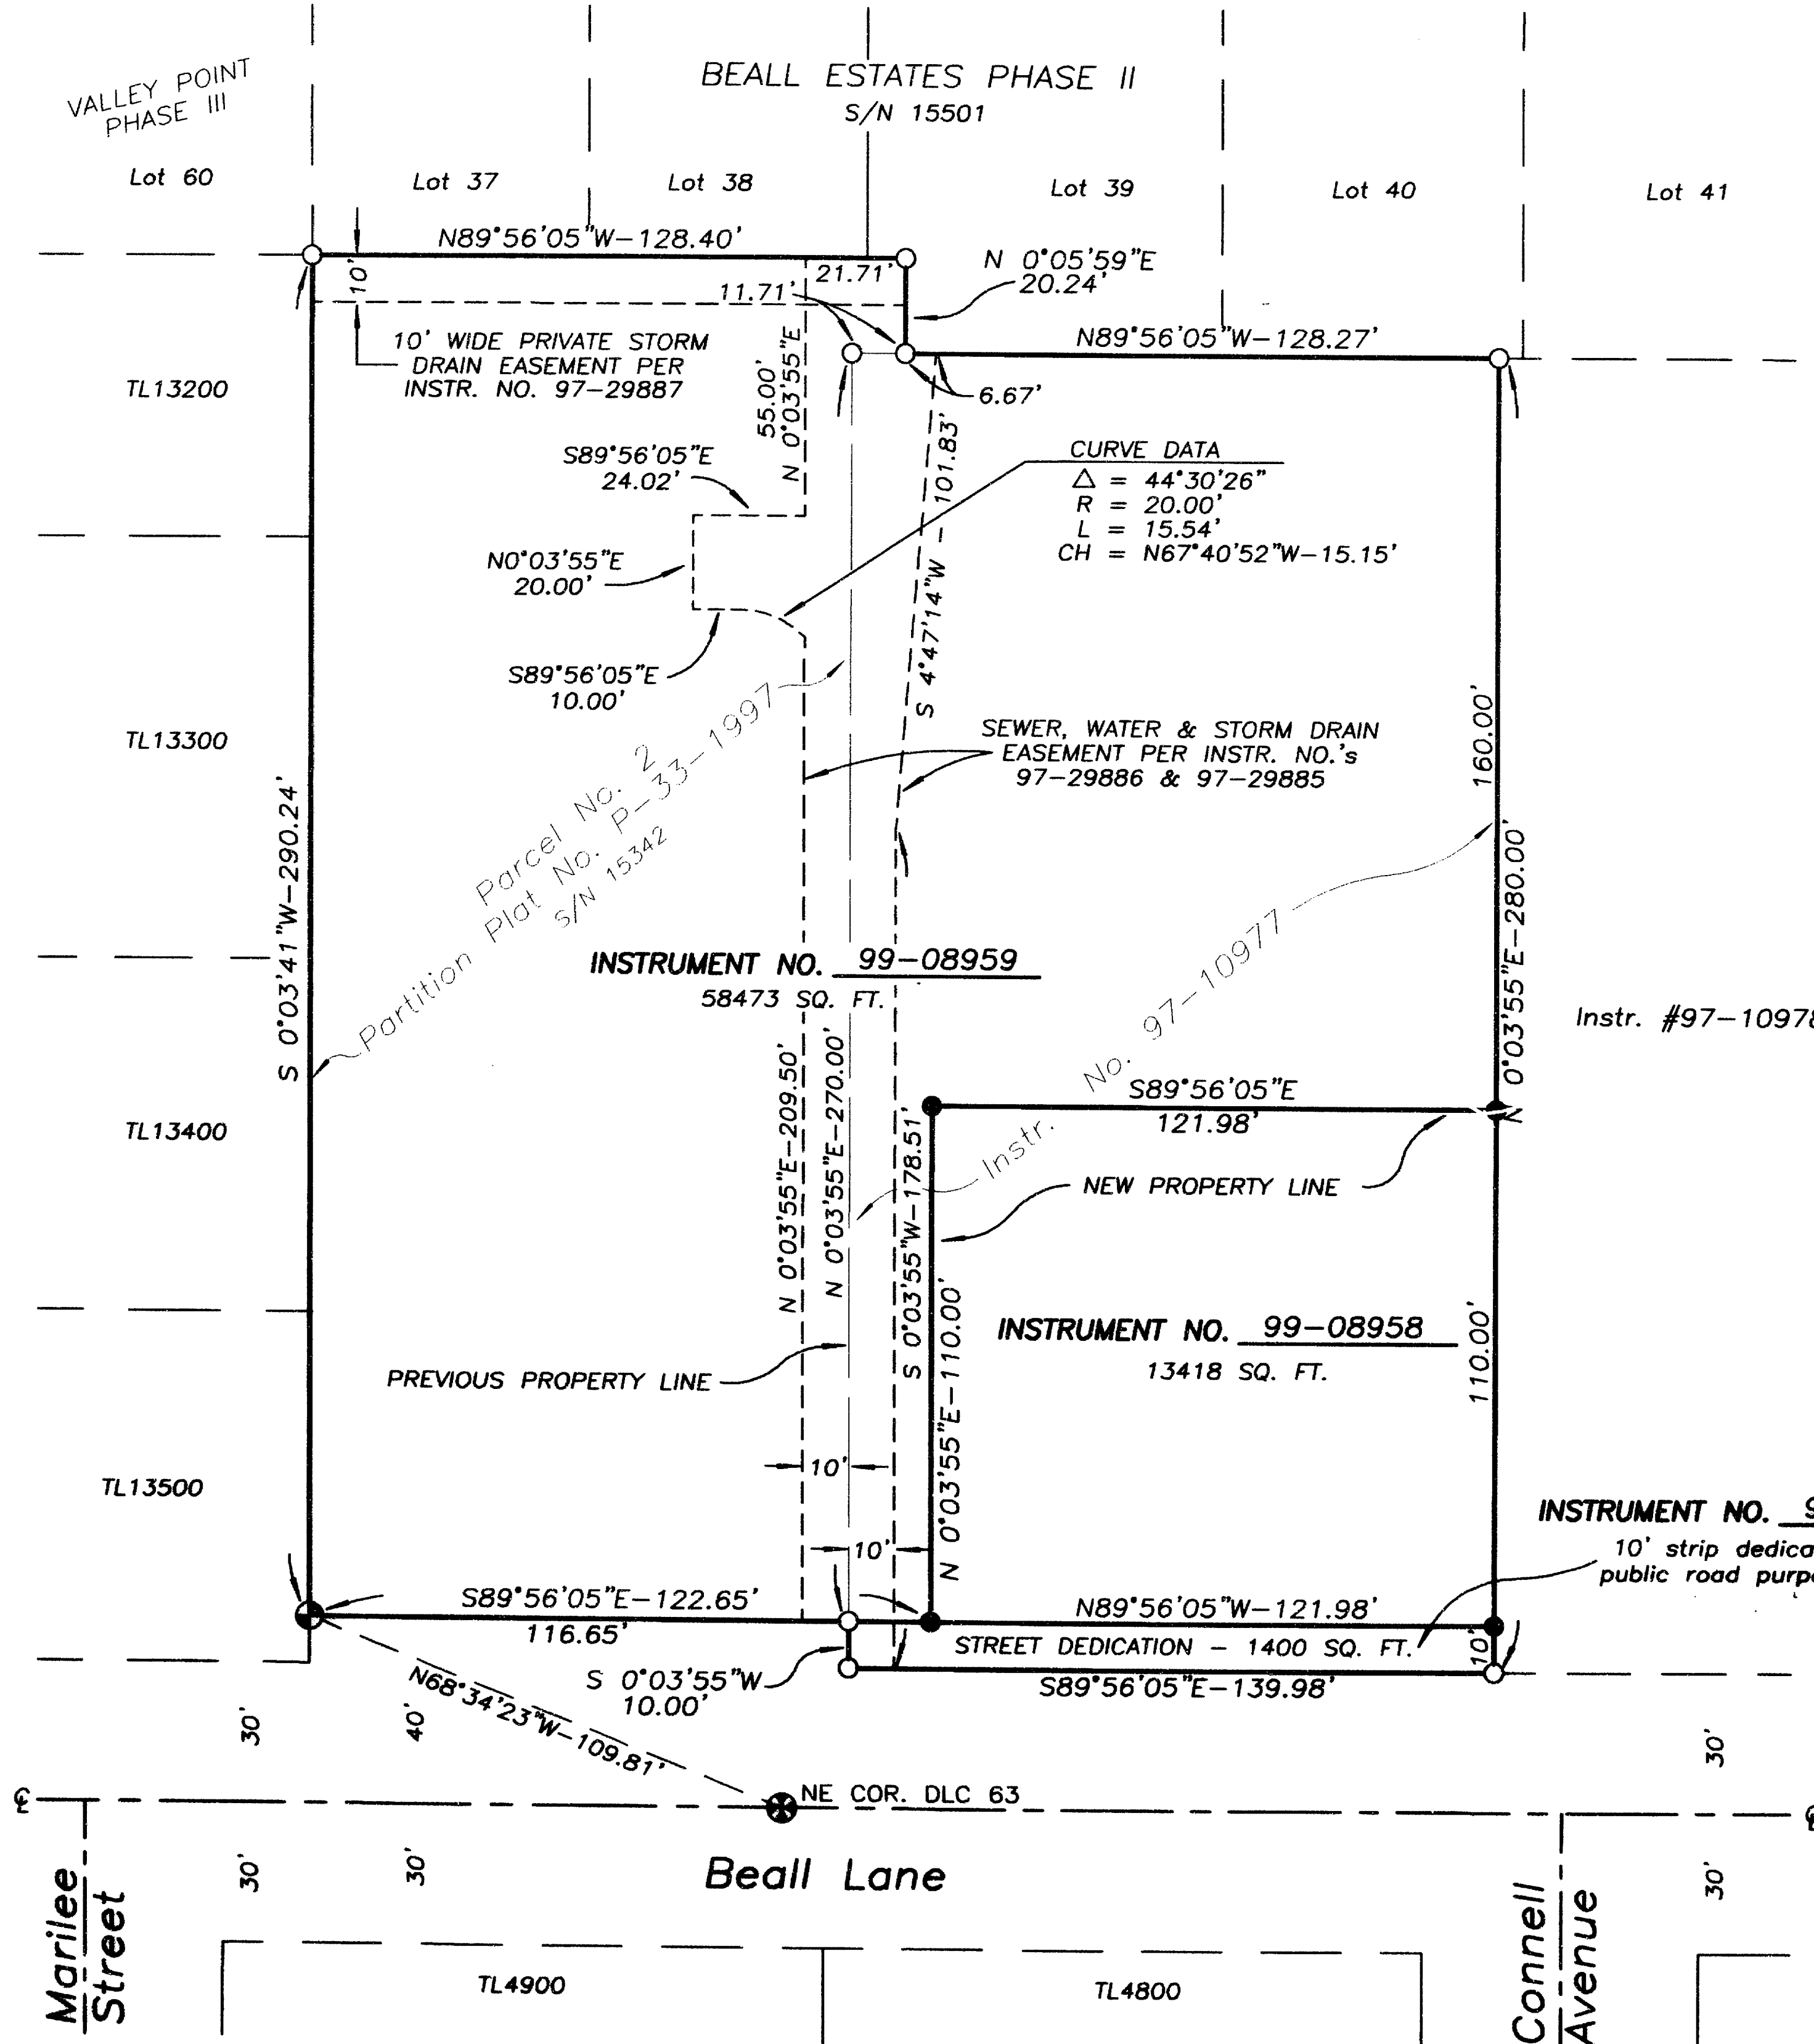 VALLEY POINT
PHASE III
BEALL ESTATES PHASE II
S/N 15501
Lot 60
Lot 37
Lot 38
Lot 39
Lot 40
Lot 41
N89°56'05"W-128.40'
10'
21.71'
11.71'
N 0°05'59"E
20.24'
N89°56'05"W-128.27'
6.67'
10' WIDE PRIVATE STORM
DRAIN EASEMENT PER
INSTR. NO. 97-29887
TL13200
55.00'
N 0°03'55"E
S 4°47'14"W - 101.83'
S89°56'05"E
24.02'
CURVE DATA
△ = 44°30'26"
R = 20.00'
L = 15.54'
CH = N67°40'52"W-15.15'
N0°03'55"E
20.00'
S89°56'05"E
10.00'
TL13300
SEWER, WATER & STORM DRAIN
EASEMENT PER INSTR. NO.'s
97-29886 & 97-29885
160.00'
0°03'55"E-280.00'
N
S 0°03'41"W-290.24'
Parcel No. 2
Partition Plat No. P-33-1997
S/N 15342
INSTRUMENT NO. 99-08959
58473 SQ. FT.
Instr. No. 97-10977
Instr. #97-10978
S89°56'05"E
121.98'
TL13400
N 0°03'55"E-209.50'
N 0°03'55"E-270.00'
S 0°03'55"W-178.51'
N 0°03'55"E-110.00'
NEW PROPERTY LINE
INSTRUMENT NO. 99-08958
13418 SQ. FT.
110.00'
PREVIOUS PROPERTY LINE
TL13500
10'
10'
INSTRUMENT NO. 9
10' strip dedica
public road purp
S89°56'05"E-122.65'
116.65'
N89°56'05"W-121.98'
STREET DEDICATION - 1400 SQ. FT.
10'
S 0°03'55"W
10.00'
S89°56'05"E-139.98'
N68°34'23"W-109.81'
30'
40'
30'
NE COR. DLC 63
30'
30'
30'
Beall Lane
Marilee
Street
Connell
Avenue
TL4900
TL4800